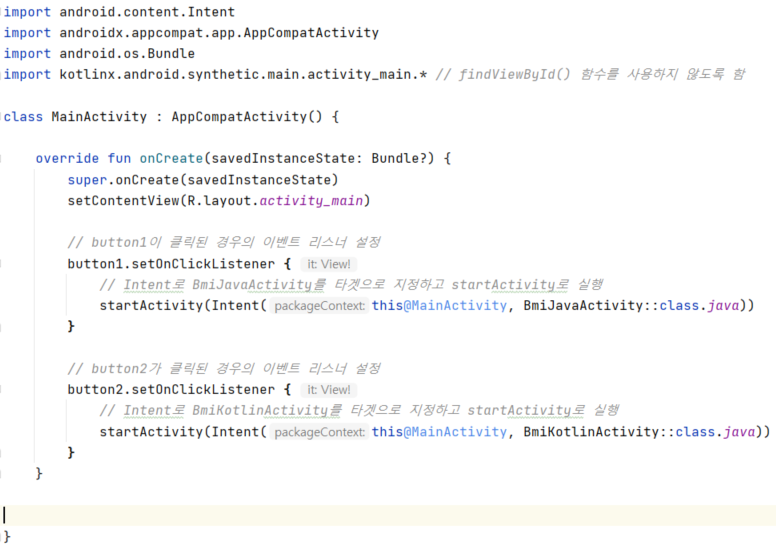 import android.content.Intent
import androidx.appcompat.app.AppCompatActivity
import android.os.Bundle
import kotlinx.android.synthetic.main.activity_main.* // findViewById() 함수를 사용하지 않도록 함
class MainActivity : AppCompatActivity() {
override fun onCreate(savedInstanceState: Bundle?) {
super.onCreate(savedInstanceState)
setContentView(R.layout.activity_main)
// button1이 클릭된 경우의 이벤트 리스너 설정
button1.setOnClickListener { it: View!
// Intent로 BmiJavaActivity를 타겟으로 지정하고 startActivity로 실행
startActivity(Intent( packageContext: this@MainActivity, BmiJavaActivity::class.java))
}
// button2가 클릭된 경우의 이벤트 리스너 설정
button2.setOnClickListener { it: View!
// Intent로 BmiKotlinActivity를 타겟으로 지정하고 startActivity로 실행
startActivity(Intent( packageContext: this@MainActivity, BmiKotlinActivity::class.java))
}
}
}